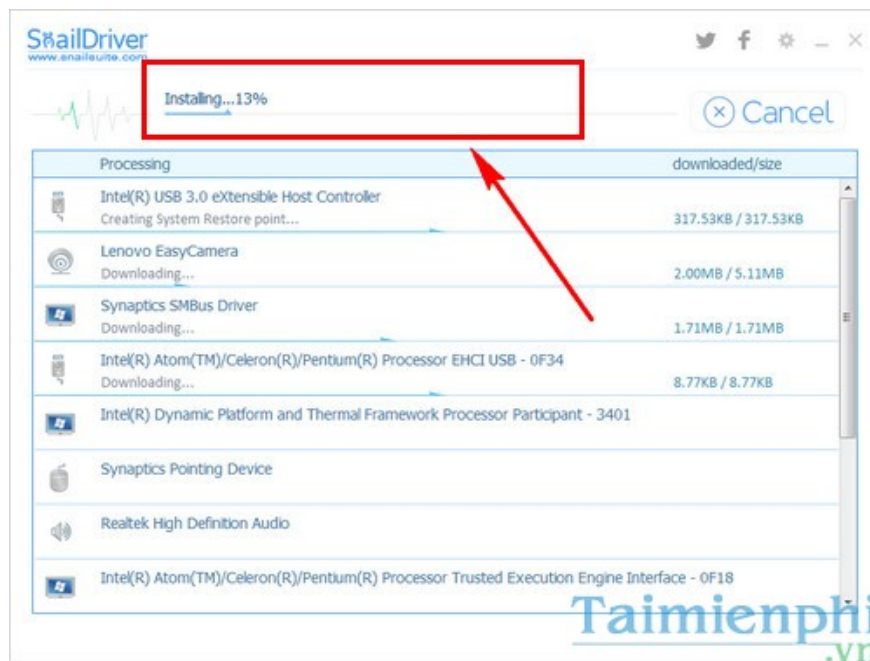 SnailDriver
www.snailsuite.com
Installing...13%
Cancel
Processing downloaded/size
Intel(R) USB 3.0 eXtensible Host Controller
Creating System Restore point... 317.53KB / 317.53KB
Lenovo EasyCamera
Downloading... 2.00MB / 5.11MB
Synaptics SMBus Driver
Downloading... 1.71MB / 1.71MB
Intel(R) Atom(TM)/Celeron(R)/Pentium(R) Processor EHCI USB - 0F34
Downloading... 8.77KB / 8.77KB
Intel(R) Dynamic Platform and Thermal Framework Processor Participant - 3401
Synaptics Pointing Device
Realtek High Definition Audio
Intel(R) Atom(TM)/Celeron(R)/Pentium(R) Processor Trusted Execution Engine Interface - 0F18
Taimienphi
.vn